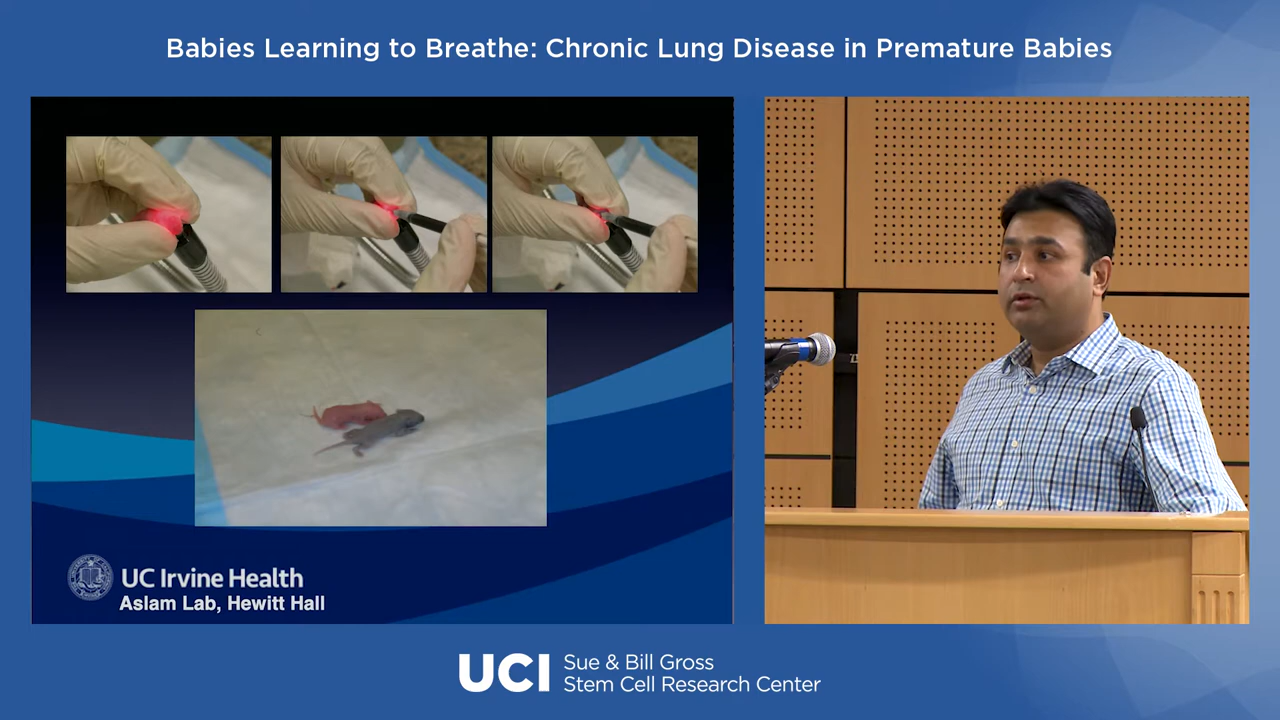 Babies Learning to Breathe: Chronic Lung Disease in Premature Babies
UC Irvine Health
Aslam Lab, Hewitt Hall
UCI
Sue & Bill Gross
Stem Cell Research Center